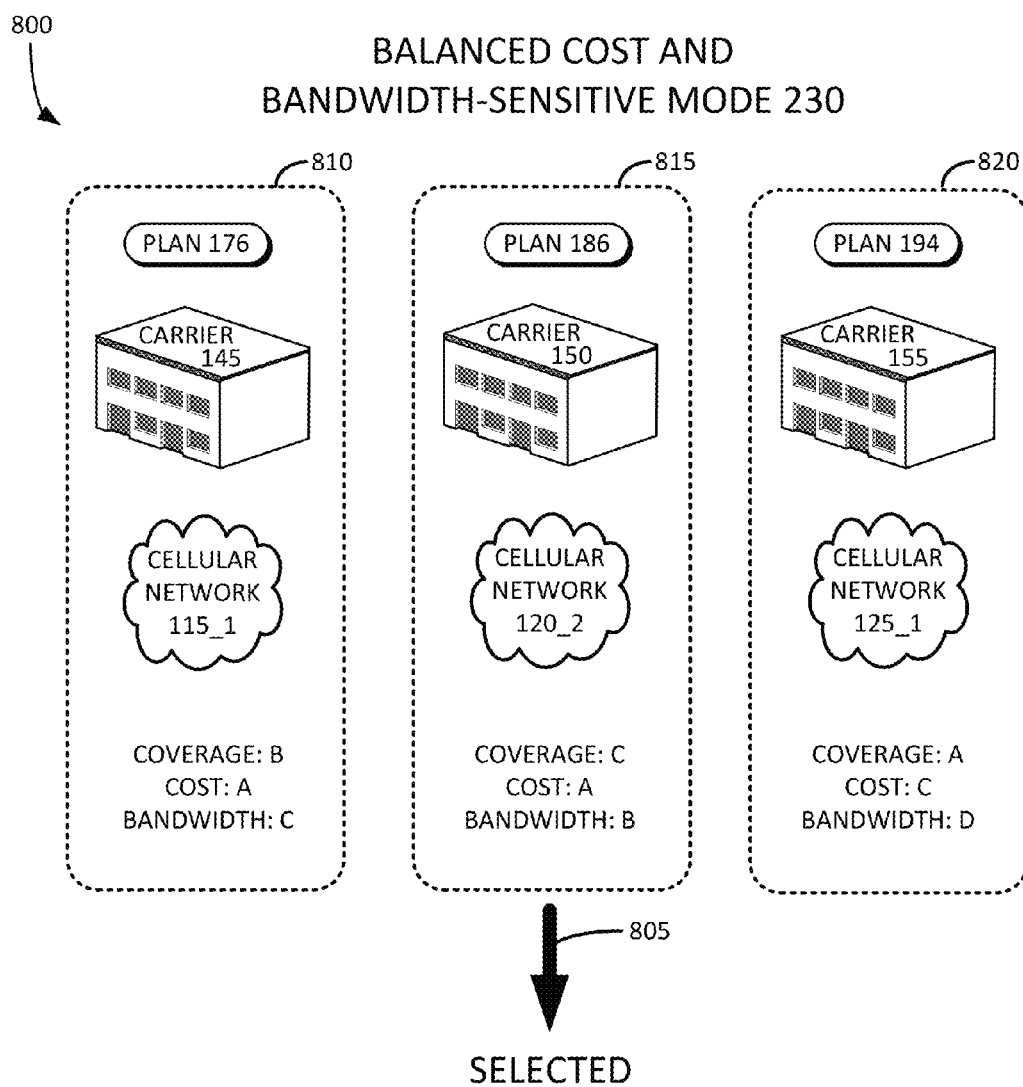 800
BALANCED COST AND
BANDWIDTH-SENSITIVE MODE 230
810
PLAN 176
CARRIER
145
CELLULAR
NETWORK
115_1
COVERAGE: B
COST: A
BANDWIDTH: C
815
PLAN 186
CARRIER
150
CELLULAR
NETWORK
120_2
COVERAGE: C
COST: A
BANDWIDTH: B
820
PLAN 194
CARRIER
155
CELLULAR
NETWORK
125_1
COVERAGE: A
COST: C
BANDWIDTH: D
805
SELECTED